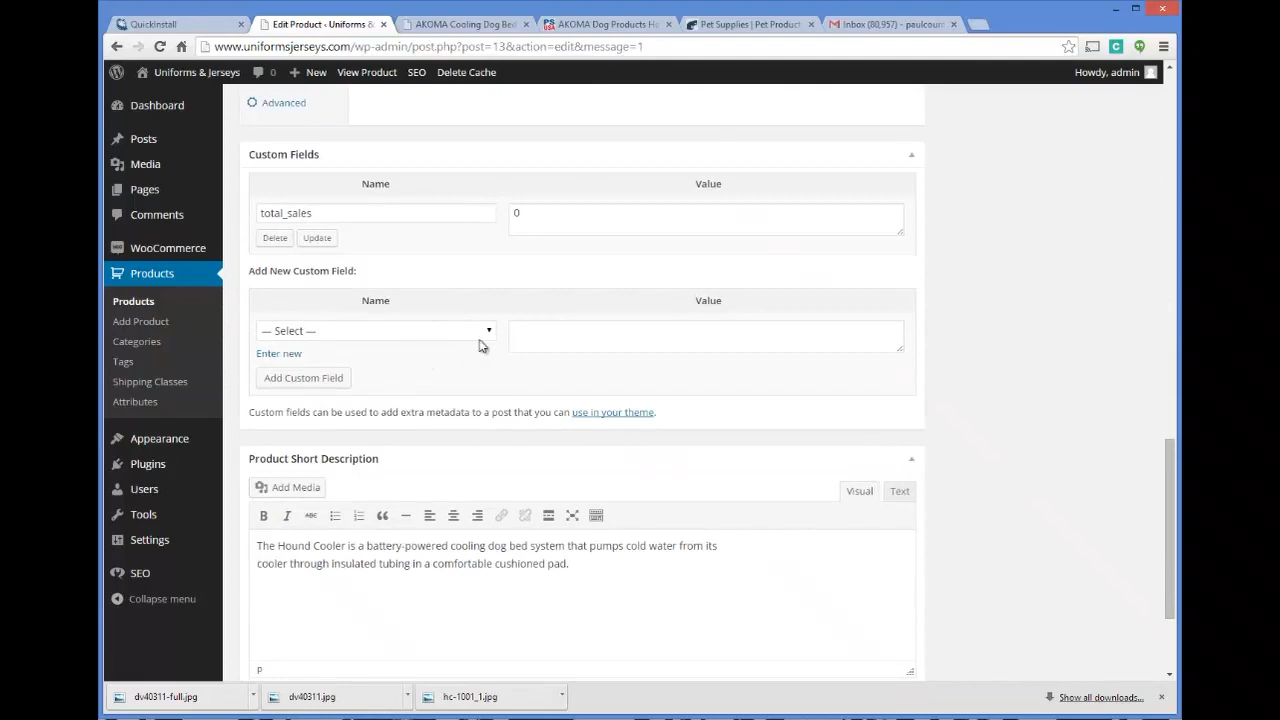 QuickInstall
Edit Product ‹ Uniforms &
AKOMA Cooling Dog Bed
AKOMA Dog Products H
Pet Supplies | Pet Product
Inbox (80,957) - paulcour
www.uniformsjerseys.com/wp-admin/post.php?post=13&action=edit&message=1
Uniforms & Jerseys
0
New
View Product
SEO
Delete Cache
Howdy, admin
Dashboard
Posts
Media
Pages
Comments
WooCommerce
Products
Products
Add Product
Categories
Tags
Shipping Classes
Attributes
Appearance
Plugins
Users
Tools
Settings
SEO
Collapse menu
Advanced
Custom Fields
Name
Value
total_sales
0
Delete
Update
Add New Custom Field:
Name
Value
— Select —
Enter new
Add Custom Field
Custom fields can be used to add extra metadata to a post that you can use in your theme.
Product Short Description
Add Media
Visual
Text
B I ABC
The Hound Cooler is a battery-powered cooling dog bed system that pumps cold water from its
cooler through insulated tubing in a comfortable cushioned pad.
p
dv40311-full.jpg
dv40311.jpg
hc-1001_1.jpg
Show all downloads...